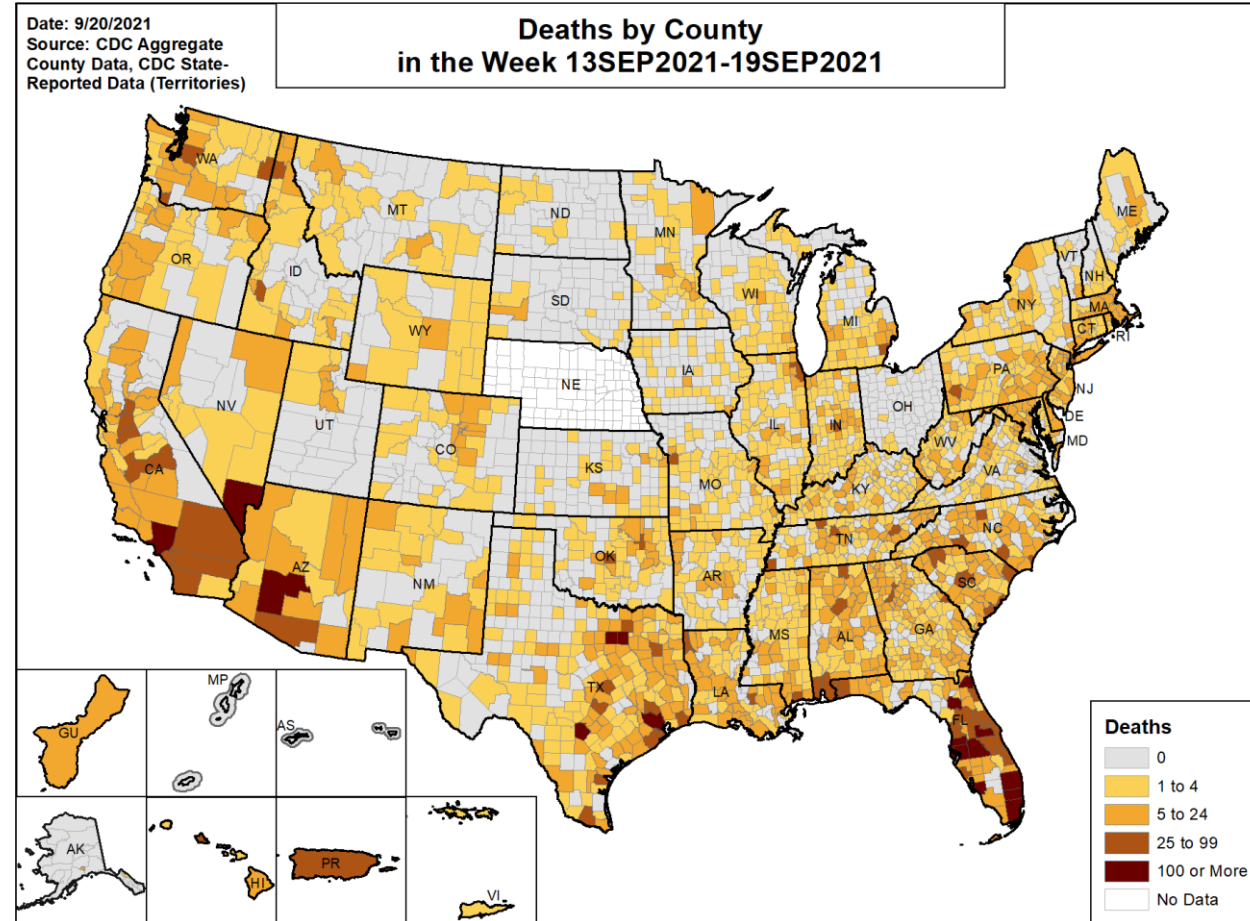 Date: 9/20/2021
Source: CDC Aggregate
County Data, CDC State-
Reported Data (Territories)
Deaths by County
in the Week 13SEP2021-19SEP2021
WA
MT
ND
MN
ME
OR
ID
SD
WI
VT
NH
WY
MI
NY
MA
CT
RI
NE
IA
PA
NV
UT
CO
IL
IN
OH
NJ
DE
MD
CA
KS
MO
WV
VA
KY
AZ
NM
OK
AR
TN
NC
SC
MS
AL
GA
TX
LA
FL
GU
MP
AS
AK
HI
PR
VI
Deaths
0
1 to 4
5 to 24
25 to 99
100 or More
No Data